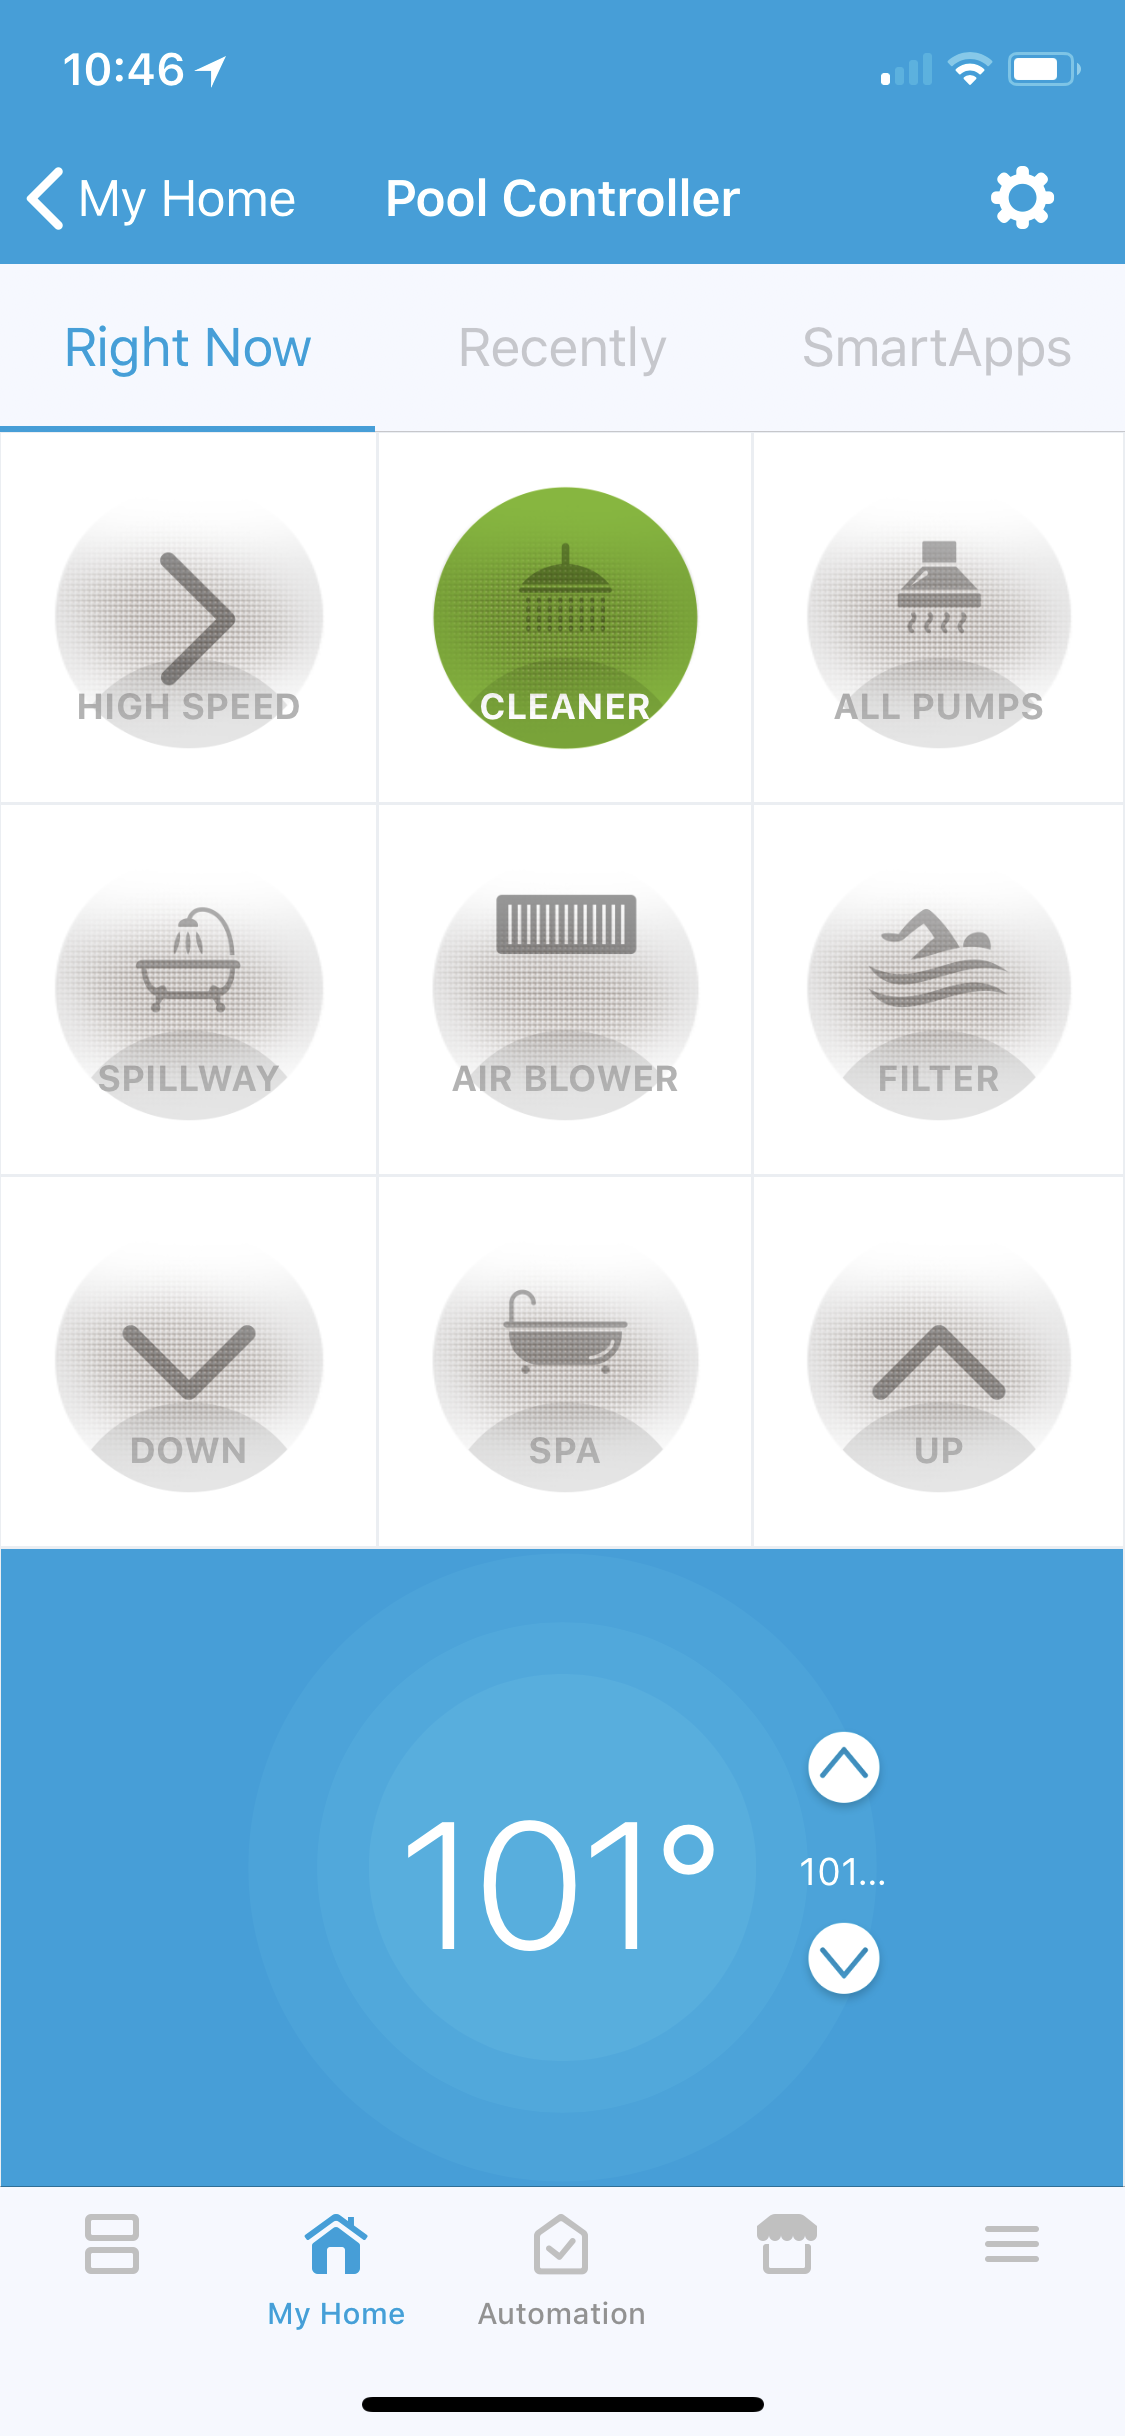 10:46
My Home
Pool Controller
Right Now
Recently
SmartApps
HIGH SPEED
CLEANER
ALL PUMPS
SPILLWAY
AIR BLOWER
FILTER
DOWN
SPA
UP
101°
101...
My Home
Automation